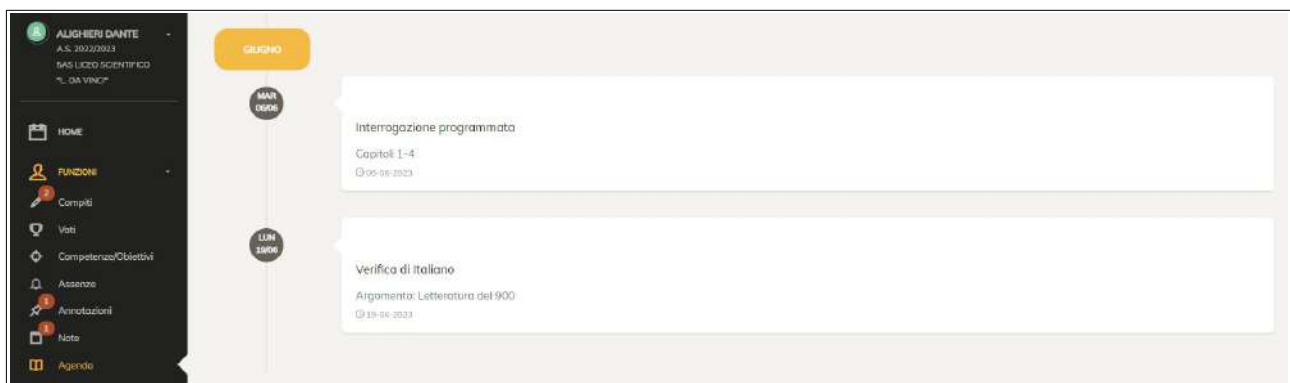 ALIGHIERI DANTE
A.S. 2022/2023
SAS LICEO SCIENTIFICO
"L. DA VINCI"
HOME
FUNZIONI
2
Compiti
Voti
Competenze/Obiettivi
Assenze
1
Annotazioni
1
Note
Agenda
GIUGNO
MAR
06/06
Interrogazione programmata
Capitoli 1-4
06-06-2023
LUN
19/06
Verifica di Italiano
Argomento: Letteratura del 900
19-06-2023